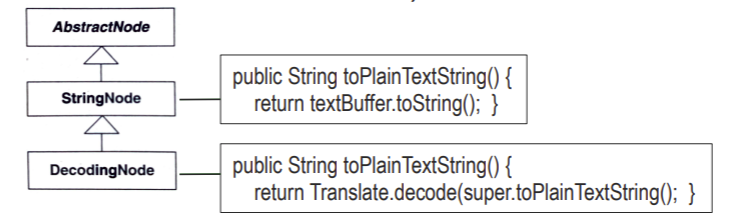 AbstractNode
StringNode
public String toPlainTextString() {
return textBuffer.toString(); }
DecodingNode
public String toPlainTextString() {
return Translate.decode(super.toPlainTextString(); }